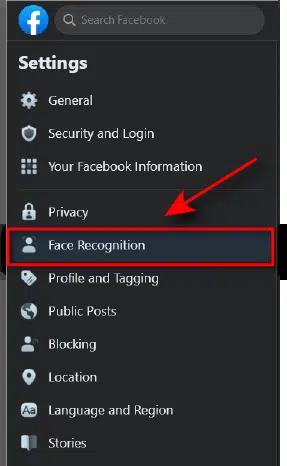 Search Facebook
Settings
General
Security and Login
Your Facebook Information
Privacy
Face Recognition
Profile and Tagging
Public Posts
Blocking
Location
Aa Language and Region
Stories